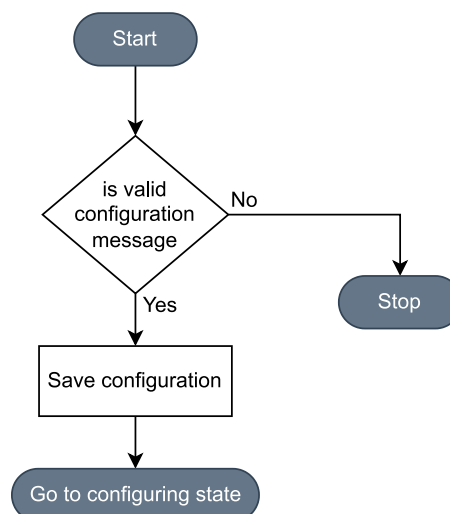 Start
is valid
configuration
message
No
Stop
Yes
Save configuration
Go to configuring state